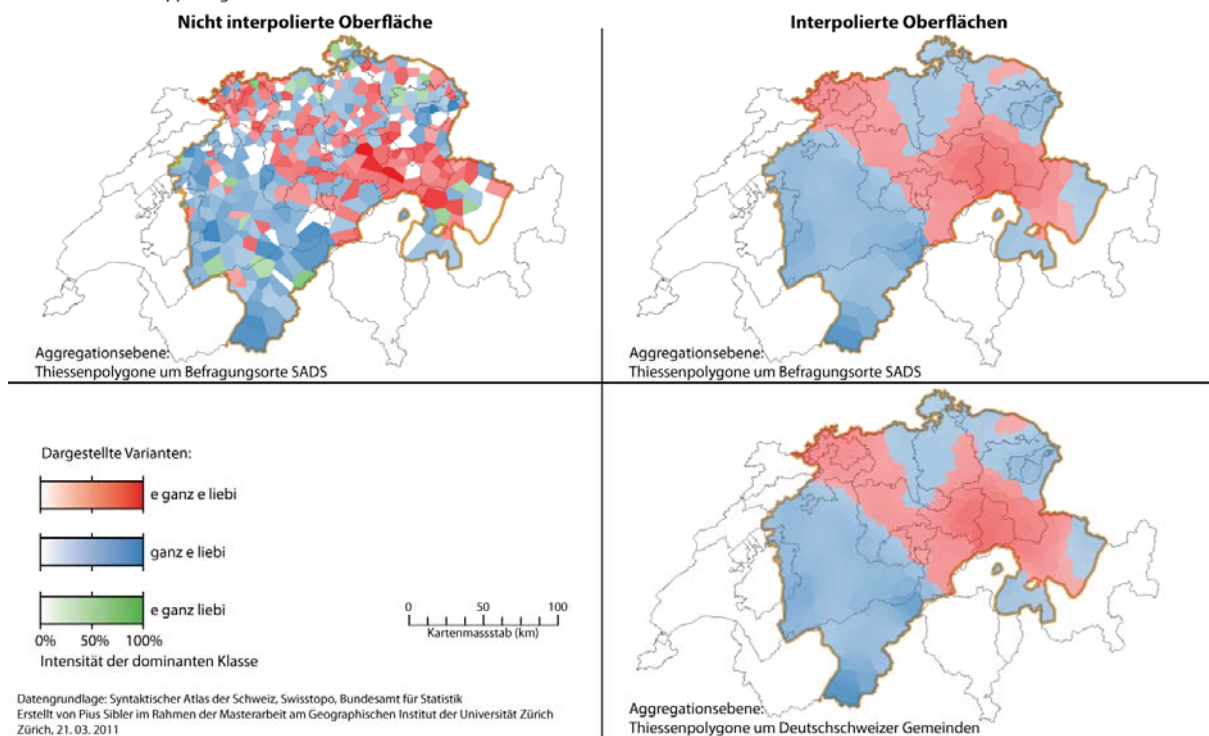 Nicht interpolierte Oberfläche
Interpolierte Oberflächen
Aggregationsebene:
Thiessenpolygone um Befragungsorte SADS
Aggregationsebene:
Thiessenpolygone um Befragungsorte SADS
Dargestellte Varianten:
e ganz e liebi
ganz e liebi
e ganz liebi
0% 50% 100%
Intensität der dominanten Klasse
0 50 100
Kartenmassstab (km)
Datengrundlage: Syntaktischer Atlas der Schweiz, Swisstopo, Bundesamt für Statistik
Erstellt von Pius Sibler im Rahmen der Masterarbeit am Geographischen Institut der Universität Zürich
Zürich, 21. 03. 2011
Aggregationsebene:
Thiessenpolygone um Deutschschweizer Gemeinden